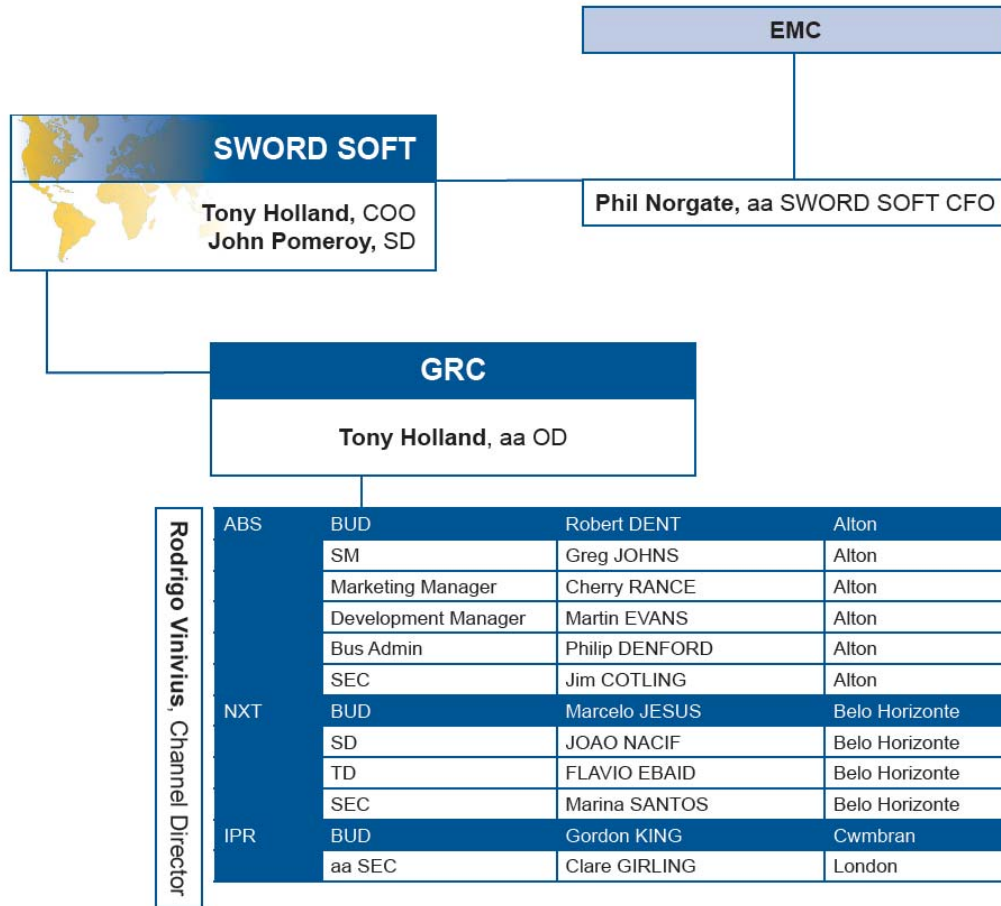 EMC
SWORD SOFT
Tony Holland, COO
John Pomeroy, SD
Phil Norgate, aa SWORD SOFT CFO
GRC
Tony Holland, aa OD
Rodrigo Vinivius, Channel Director
ABS BUD Robert DENT Alton
SM Greg JOHNS Alton
Marketing Manager Cherry RANCE Alton
Development Manager Martin EVANS Alton
Bus Admin Philip DENFORD Alton
SEC Jim COTLING Alton
NXT BUD Marcelo JESUS Belo Horizonte
SD JOAO NACIF Belo Horizonte
TD FLAVIO EBAID Belo Horizonte
SEC Marina SANTOS Belo Horizonte
IPR BUD Gordon KING Cwmbran
aa SEC Clare GIRLING London